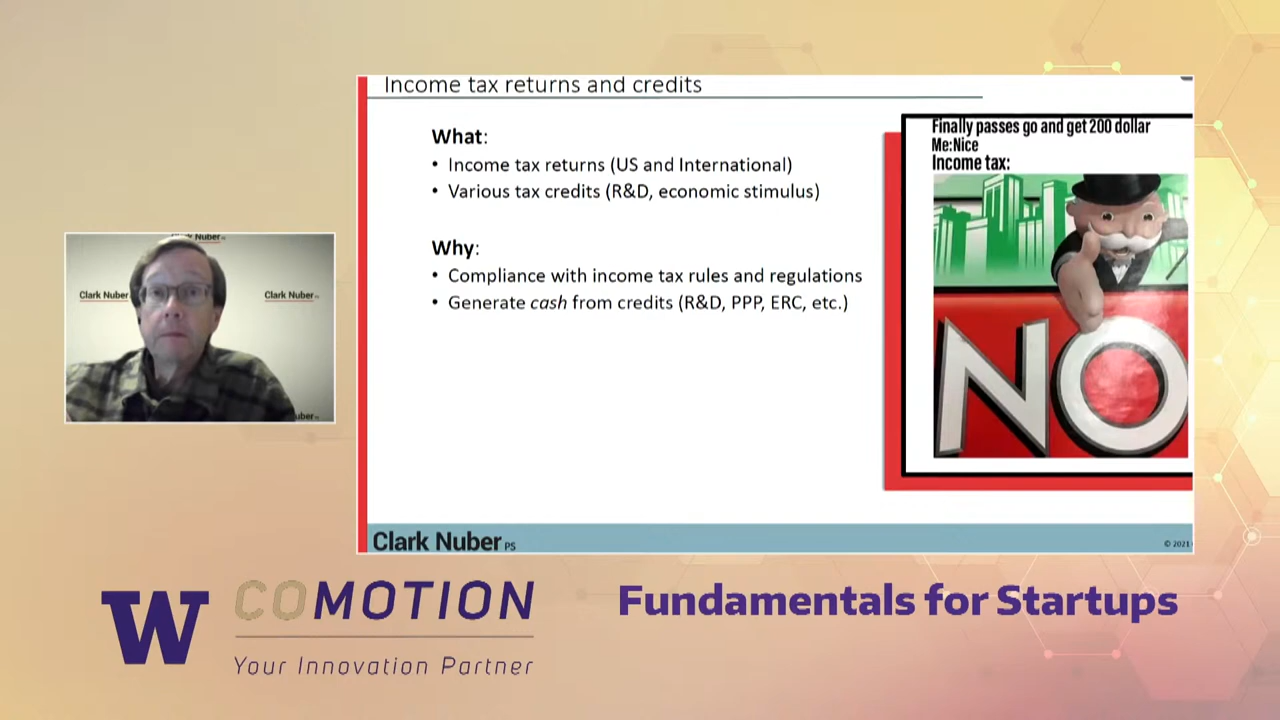 Income tax returns and credits
What:
• Income tax returns (US and International)
• Various tax credits (R&D, economic stimulus)
Why:
• Compliance with income tax rules and regulations
• Generate cash from credits (R&D, PPP, ERC, etc.)
Finally passes go and get 200 dollar
Me:Nice
Income tax:
NO
Clark Nuber PS
© 2021
Clark Nuber
Clark Nuber
Nuber
uber
W
COMOTION
Your Innovation Partner
Fundamentals for Startups